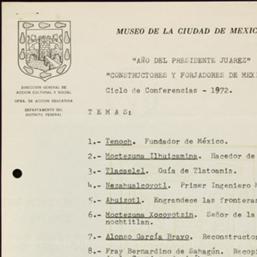 MUSEO DE LA CIUDAD DE MEXIC
"AÑO DEL PRESIDENTE JUAREZ"
"CONSTRUCTORES Y FORJADORES DE MEX
Ciclo de Conferencias - 1972.
DIRECCION GENERAL DE
ACCION CULTURAL Y SOCIAL
OFNA. DE ACCION EDUCATIVA
DEPARTAMENTO DEL
DISTRITO FEDERAL
T E M A S :
1.- Tenoch. Fundador de México.
2.- Moctezuma Ilhuicamina. Hacedor de
3.- Tlacaelel. Guía de Tlatoanis.
4.- Nezahualcoyotl. Primer Ingeniero H
5.- Ahuizotl. Engrandece las fronteras
6.- Moctezuma Xocoyotzin. Señor de la
nochtitlan.
7.- Alonso García Bravo. Reconstructo
8.- Fray Bernardino de Sahagún. Recopi